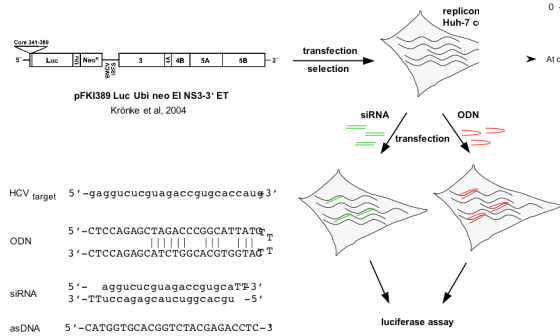 Core 341-389
5´ Luc Ubi Neoᴿ EMCV IRES 3 4A 4B 5A 5B 3´
pFKI389 Luc Ubi neo EI NS3-3‘ ET
Krönke et al, 2004
transfection
selection
replicon
Huh-7 c
0
At c
siRNA ODN
transfection
HCV target 5‘-gaggucucguagaccgugcaccaug-3‘
ODN
5‘-CTCCAGAGCTAGACCCGGCATTATG T
3‘-CTCCAGAGCATCTGGCACGTGGTAC T T
siRNA
5‘- aggucucguagaccgugcaTT-3‘
3‘-TTuccagagcaucuggcacgu -5‘
asDNA 5‘-CATGGTGCACGGTCTACGAGACCTC-3
luciferase assay